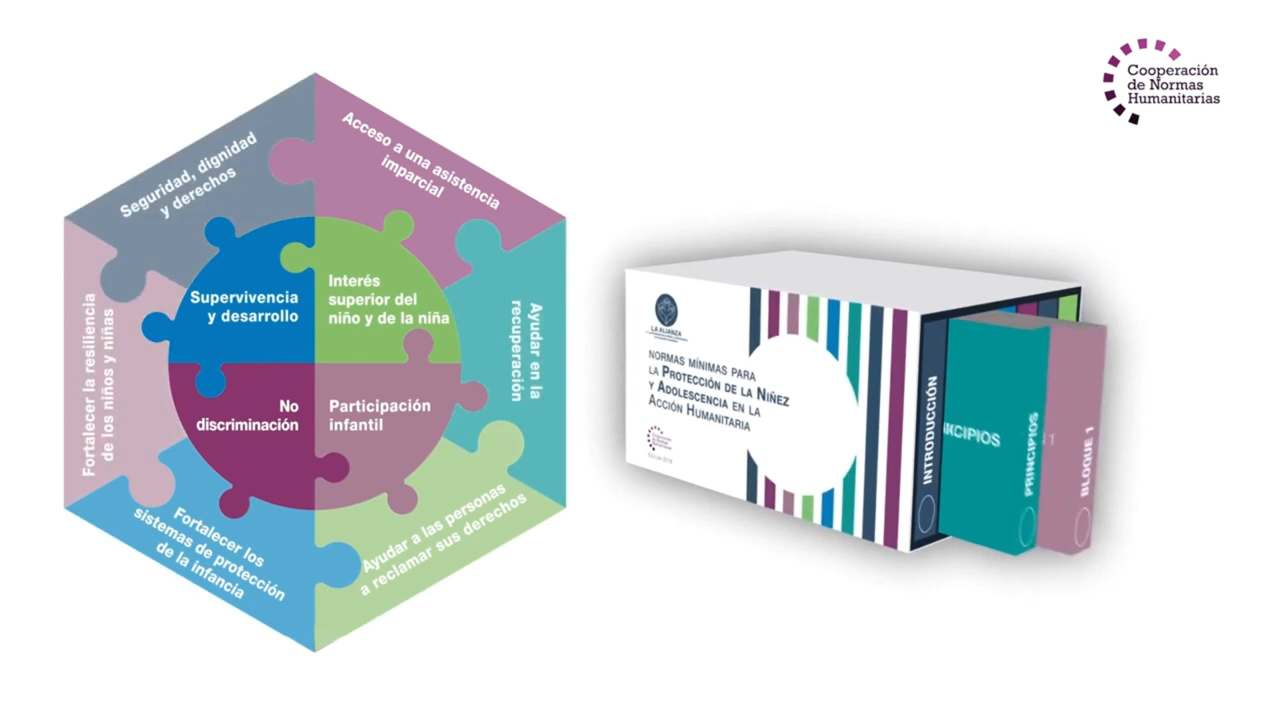 Cooperación
de Normas
Humanitarias
Seguridad, dignidad
y derechos
Acceso a una asistencia
imparcial
Ayudar en la
recuperación
Ayudar a las personas
a reclamar sus derechos
Fortalecer los
sistemas de protección
de la infancia
Fortalecer la resiliencia
de los niños y niñas
Supervivencia
y desarrollo
Interés
superior del
niño y de la niña
No
discriminación
Participación
infantil
LA ALIANZA
NORMAS MÍNIMAS PARA
LA PROTECCIÓN DE LA NIÑEZ
Y ADOLESCENCIA EN LA
ACCIÓN HUMANITARIA
INTRODUCCIÓN
PRINCIPIOS
BLOQUE 1